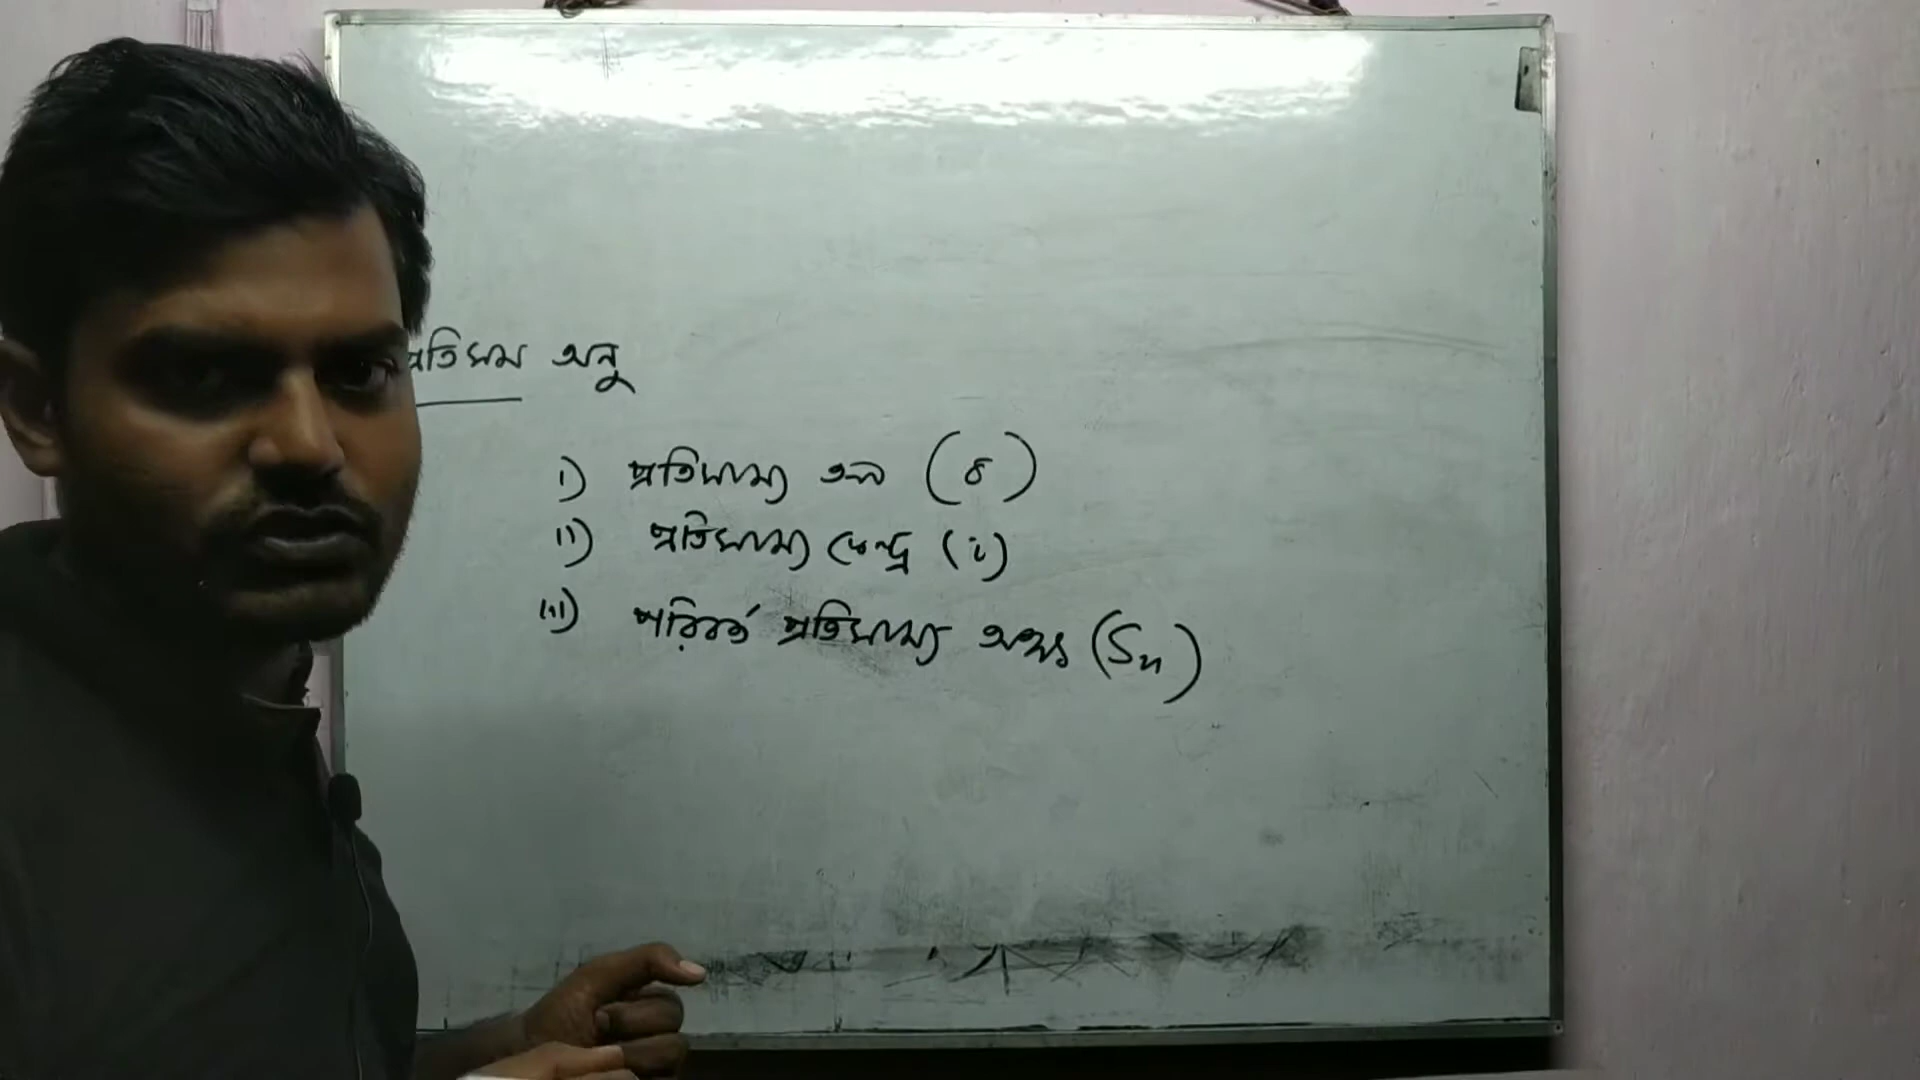 প্রতিসম অনু
i) প্রতিসাম্য তল (σ)
ii) প্রতিসাম্য কেন্দ্র (i)
iii) পরিবর্ত প্রতিসাম্য অক্ষ (Sn)